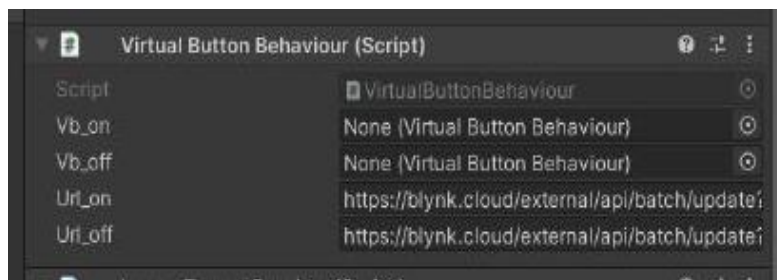 Virtual Button Behaviour (Script)
Script VirtualButtonBehaviour
Vb_on None (Virtual Button Behaviour)
Vb_off None (Virtual Button Behaviour)
Url_on https://blynk.cloud/external/api/batch/update?
Url_off https://blynk.cloud/external/api/batch/update?